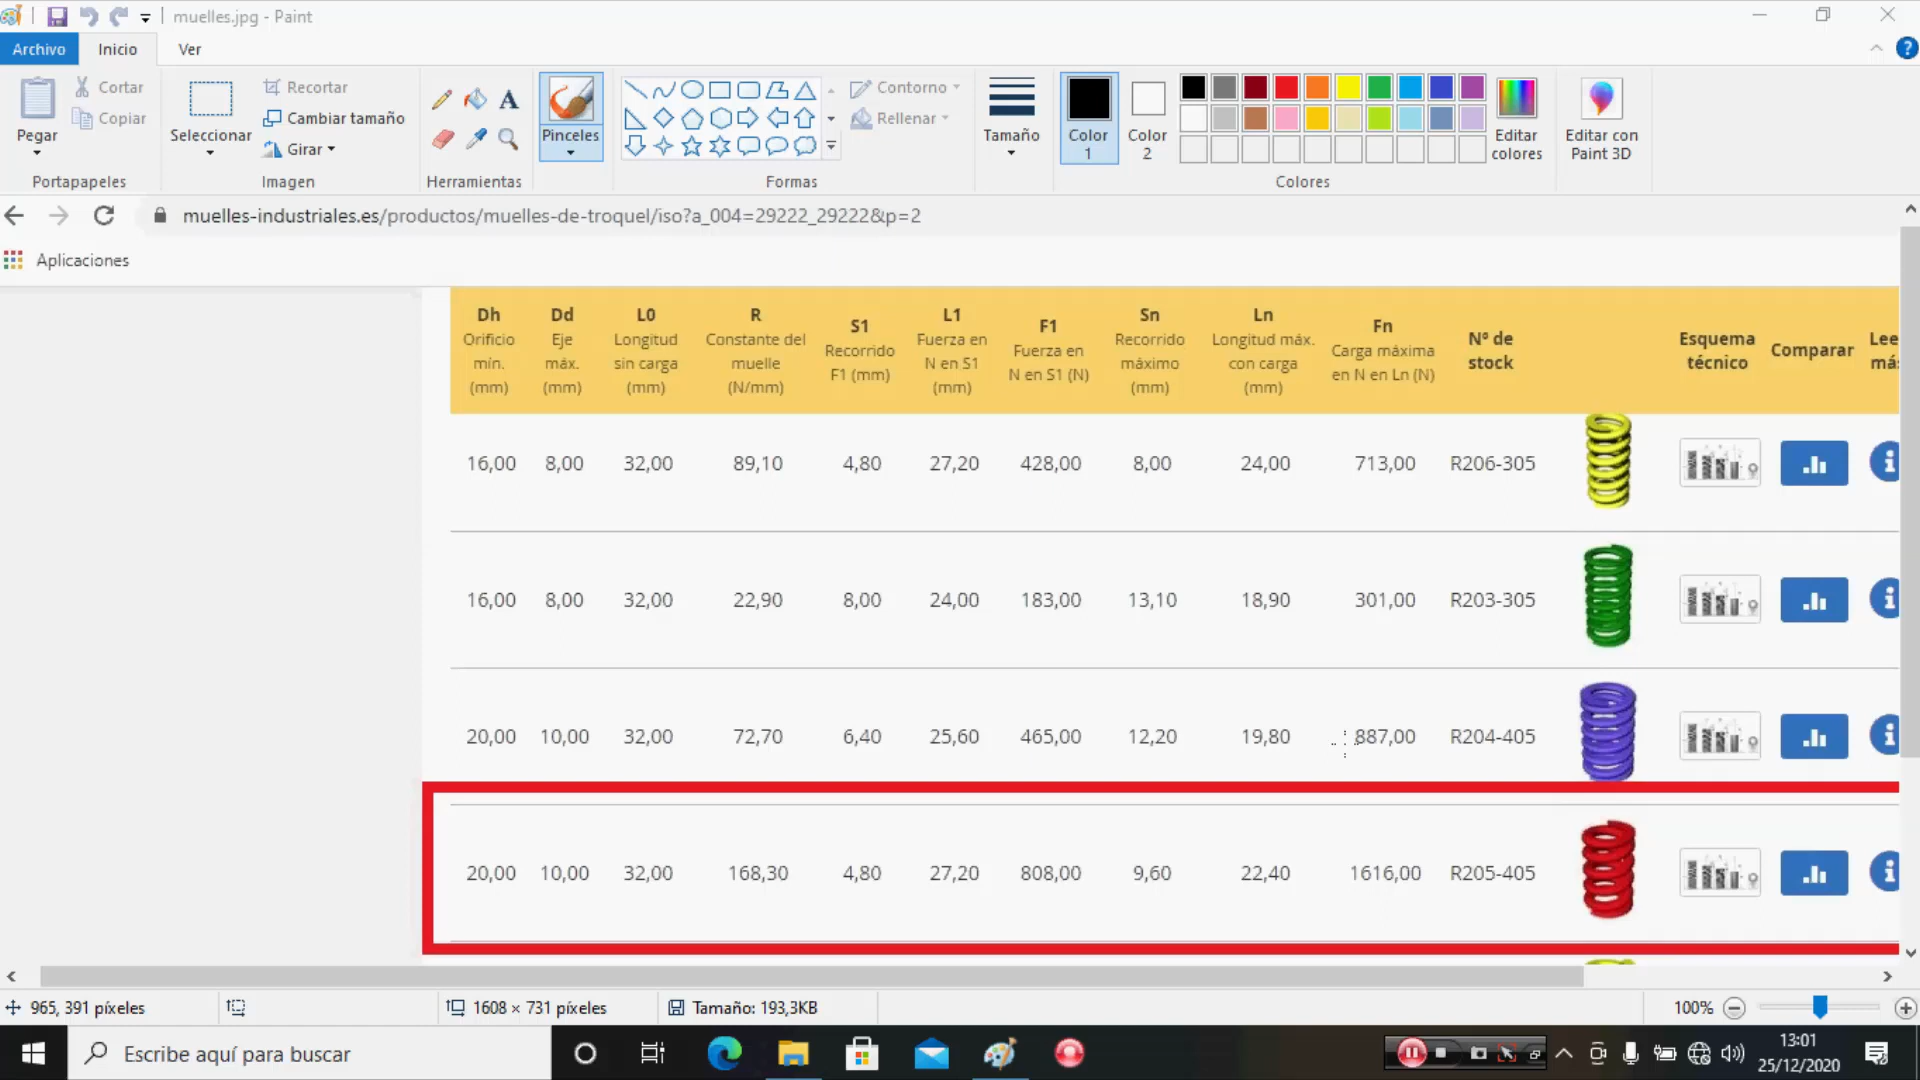 muelles.jpg - Paint
Archivo Inicio Ver
Pegar
Cortar
Copiar
Portapapeles
Seleccionar
Recortar
Cambiar tamaño
Girar
Imagen
A
Herramientas
Pinceles
Contorno
Rellenar
Formas
Tamaño
Color
1
Color
2
Editar
colores
Colores
Editar con
Paint 3D
?
muelles-industriales.es/productos/muelles-de-troquel/iso?a_004=29222_29222&p=2
Aplicaciones
Dh
Orificio
mín.
(mm)
Dd
Eje
máx.
(mm)
L0
Longitud
sin carga
(mm)
R
Constante del
muelle
(N/mm)
S1
Recorrido
F1 (mm)
L1
Fuerza en
N en S1
(mm)
F1
Fuerza en
N en S1 (N)
Sn
Recorrido
máximo
(mm)
Ln
Longitud máx.
con carga
(mm)
Fn
Carga máxima
en N en Ln (N)
Nº de
stock
Esquema
técnico
Comparar
Lee
má
16,00 8,00 32,00 89,10 4,80 27,20 428,00 8,00 24,00 713,00 R206-305
16,00 8,00 32,00 22,90 8,00 24,00 183,00 13,10 18,90 301,00 R203-305
20,00 10,00 32,00 72,70 6,40 25,60 465,00 12,20 19,80 887,00 R204-405
20,00 10,00 32,00 168,30 4,80 27,20 808,00 9,60 22,40 1616,00 R205-405
965, 391 píxeles 1608 × 731 píxeles Tamaño: 193,3KB 100%
Escribe aquí para buscar
13:01
25/12/2020